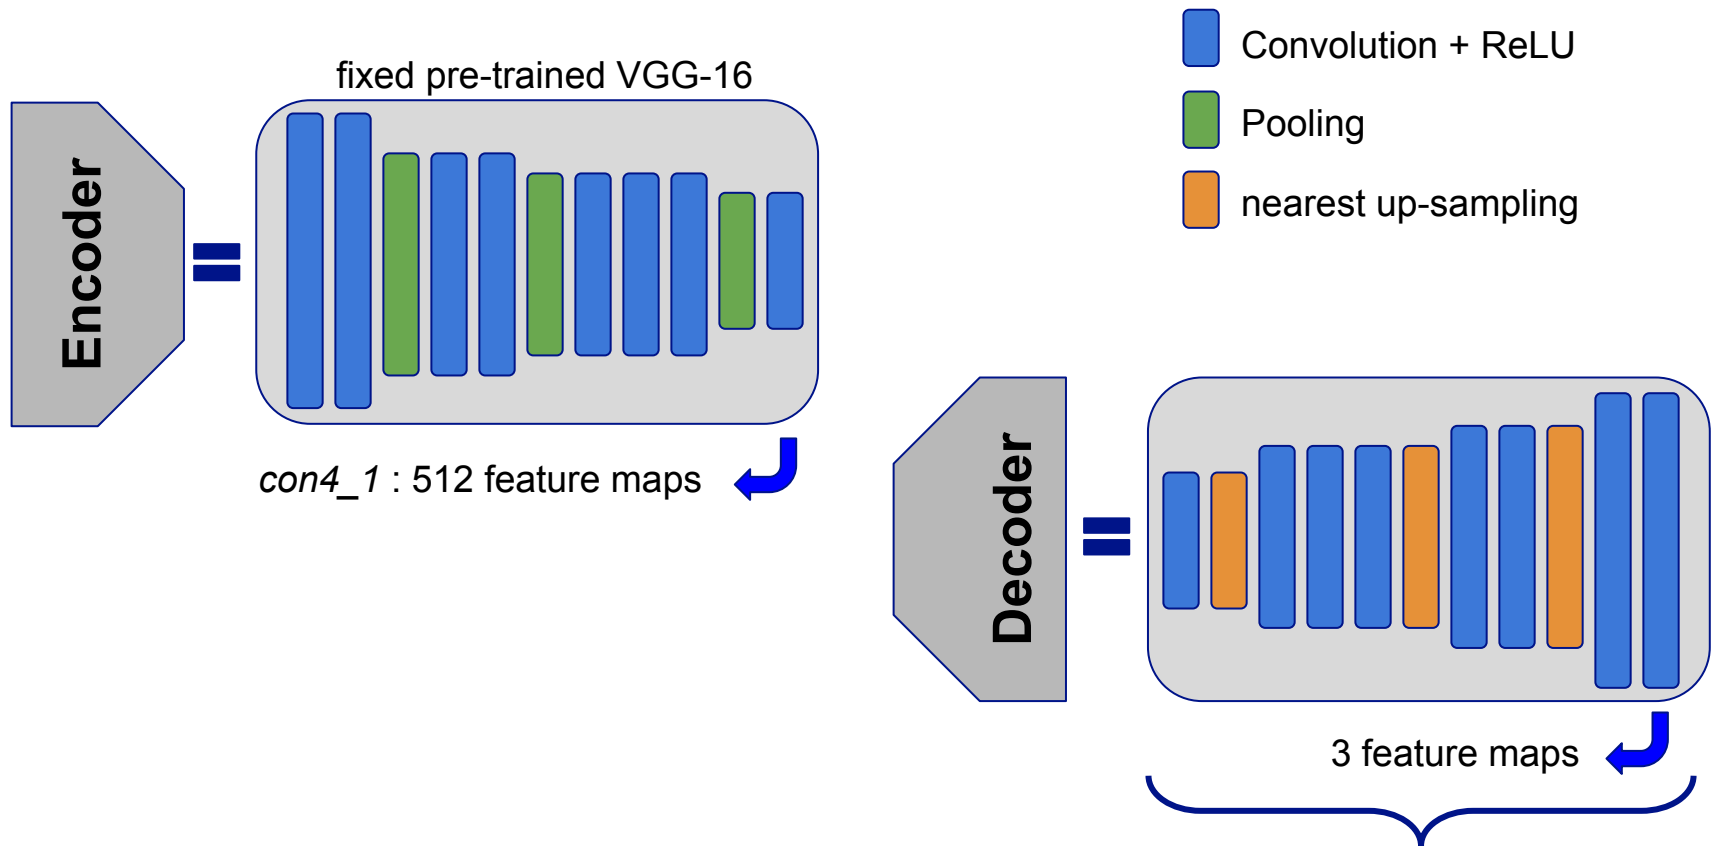 fixed pre-trained VGG-16
Encoder
con4_1 : 512 feature maps
Convolution + ReLU
Pooling
nearest up-sampling
Decoder
3 feature maps